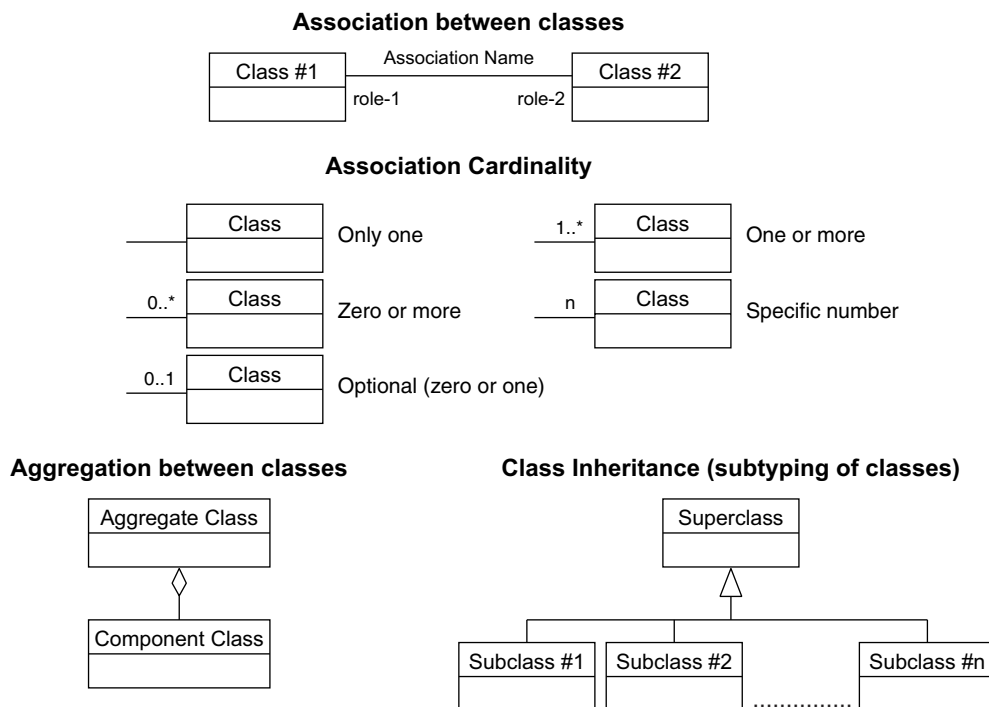 Association between classes
Class #1
Association Name
Class #2
role-1
role-2
Association Cardinality
Class
Only one
1..*
Class
One or more
0..*
Class
Zero or more
n
Class
Specific number
0..1
Class
Optional (zero or one)
Aggregation between classes
Class Inheritance (subtyping of classes)
Aggregate Class
Superclass
Component Class
Subclass #1
Subclass #2
Subclass #n